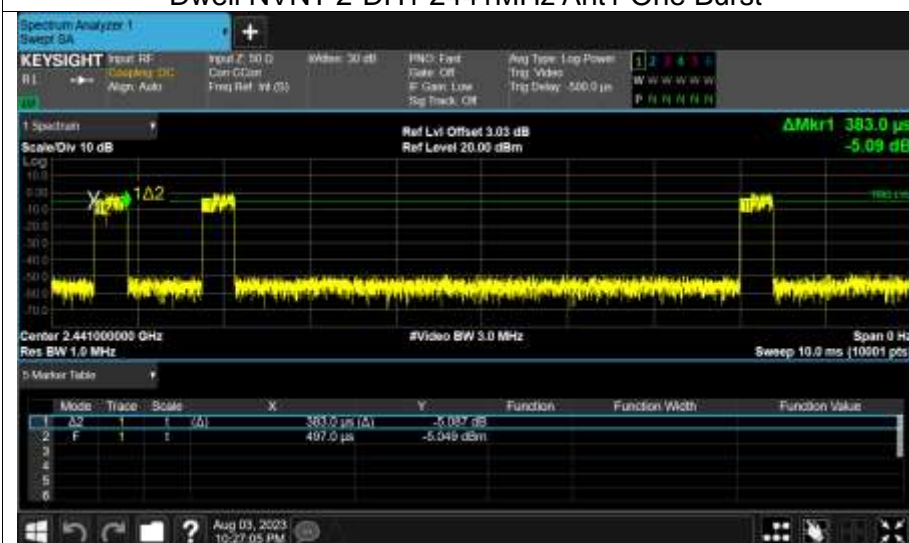 Dwell NVNT 2-DH1 2441MHz Ant1 One Burst
Spectrum Analyzer 1
Swept SA
+
KEYSIGHT Input: RF
R1
Coupling: DC
Align: Auto
Input Z: 50 Ω
Corr CCorr
Freq Ref: Int (S)
Atten: 30 dB
PNO: Fast
Gate: Off
IF Gain: Low
Sig Track: Off
Avg Type: Log-Power
Trig: Video
Trig Delay: -500.0 µs
1 2 3 4 5 6
W W W W W W
P N N N N N
1 Spectrum
Scale/Div 10 dB
Ref Lvl Offset 3.03 dB
Ref Level 20.00 dBm
ΔMkr1 383.0 µs
-5.09 dB
Log
10.0
0.00
-10.0
-20.0
-30.0
-40.0
-50.0
-60.0
-70.0
1Δ2
TRIG LVL
Center 2.441000000 GHz
#Video BW 3.0 MHz
Span 0 Hz
Res BW 1.0 MHz
Sweep 10.0 ms (10001 pts)
5 Marker Table
Mode Trace Scale X Y Function Function Width Function Value
1 Δ2 1 t (Δ) 383.0 µs (Δ) -5.087 dB
2 F 1 t 497.0 µs -5.049 dBm
3
4
5
6
?
Aug 03, 2023
10:27:05 PM